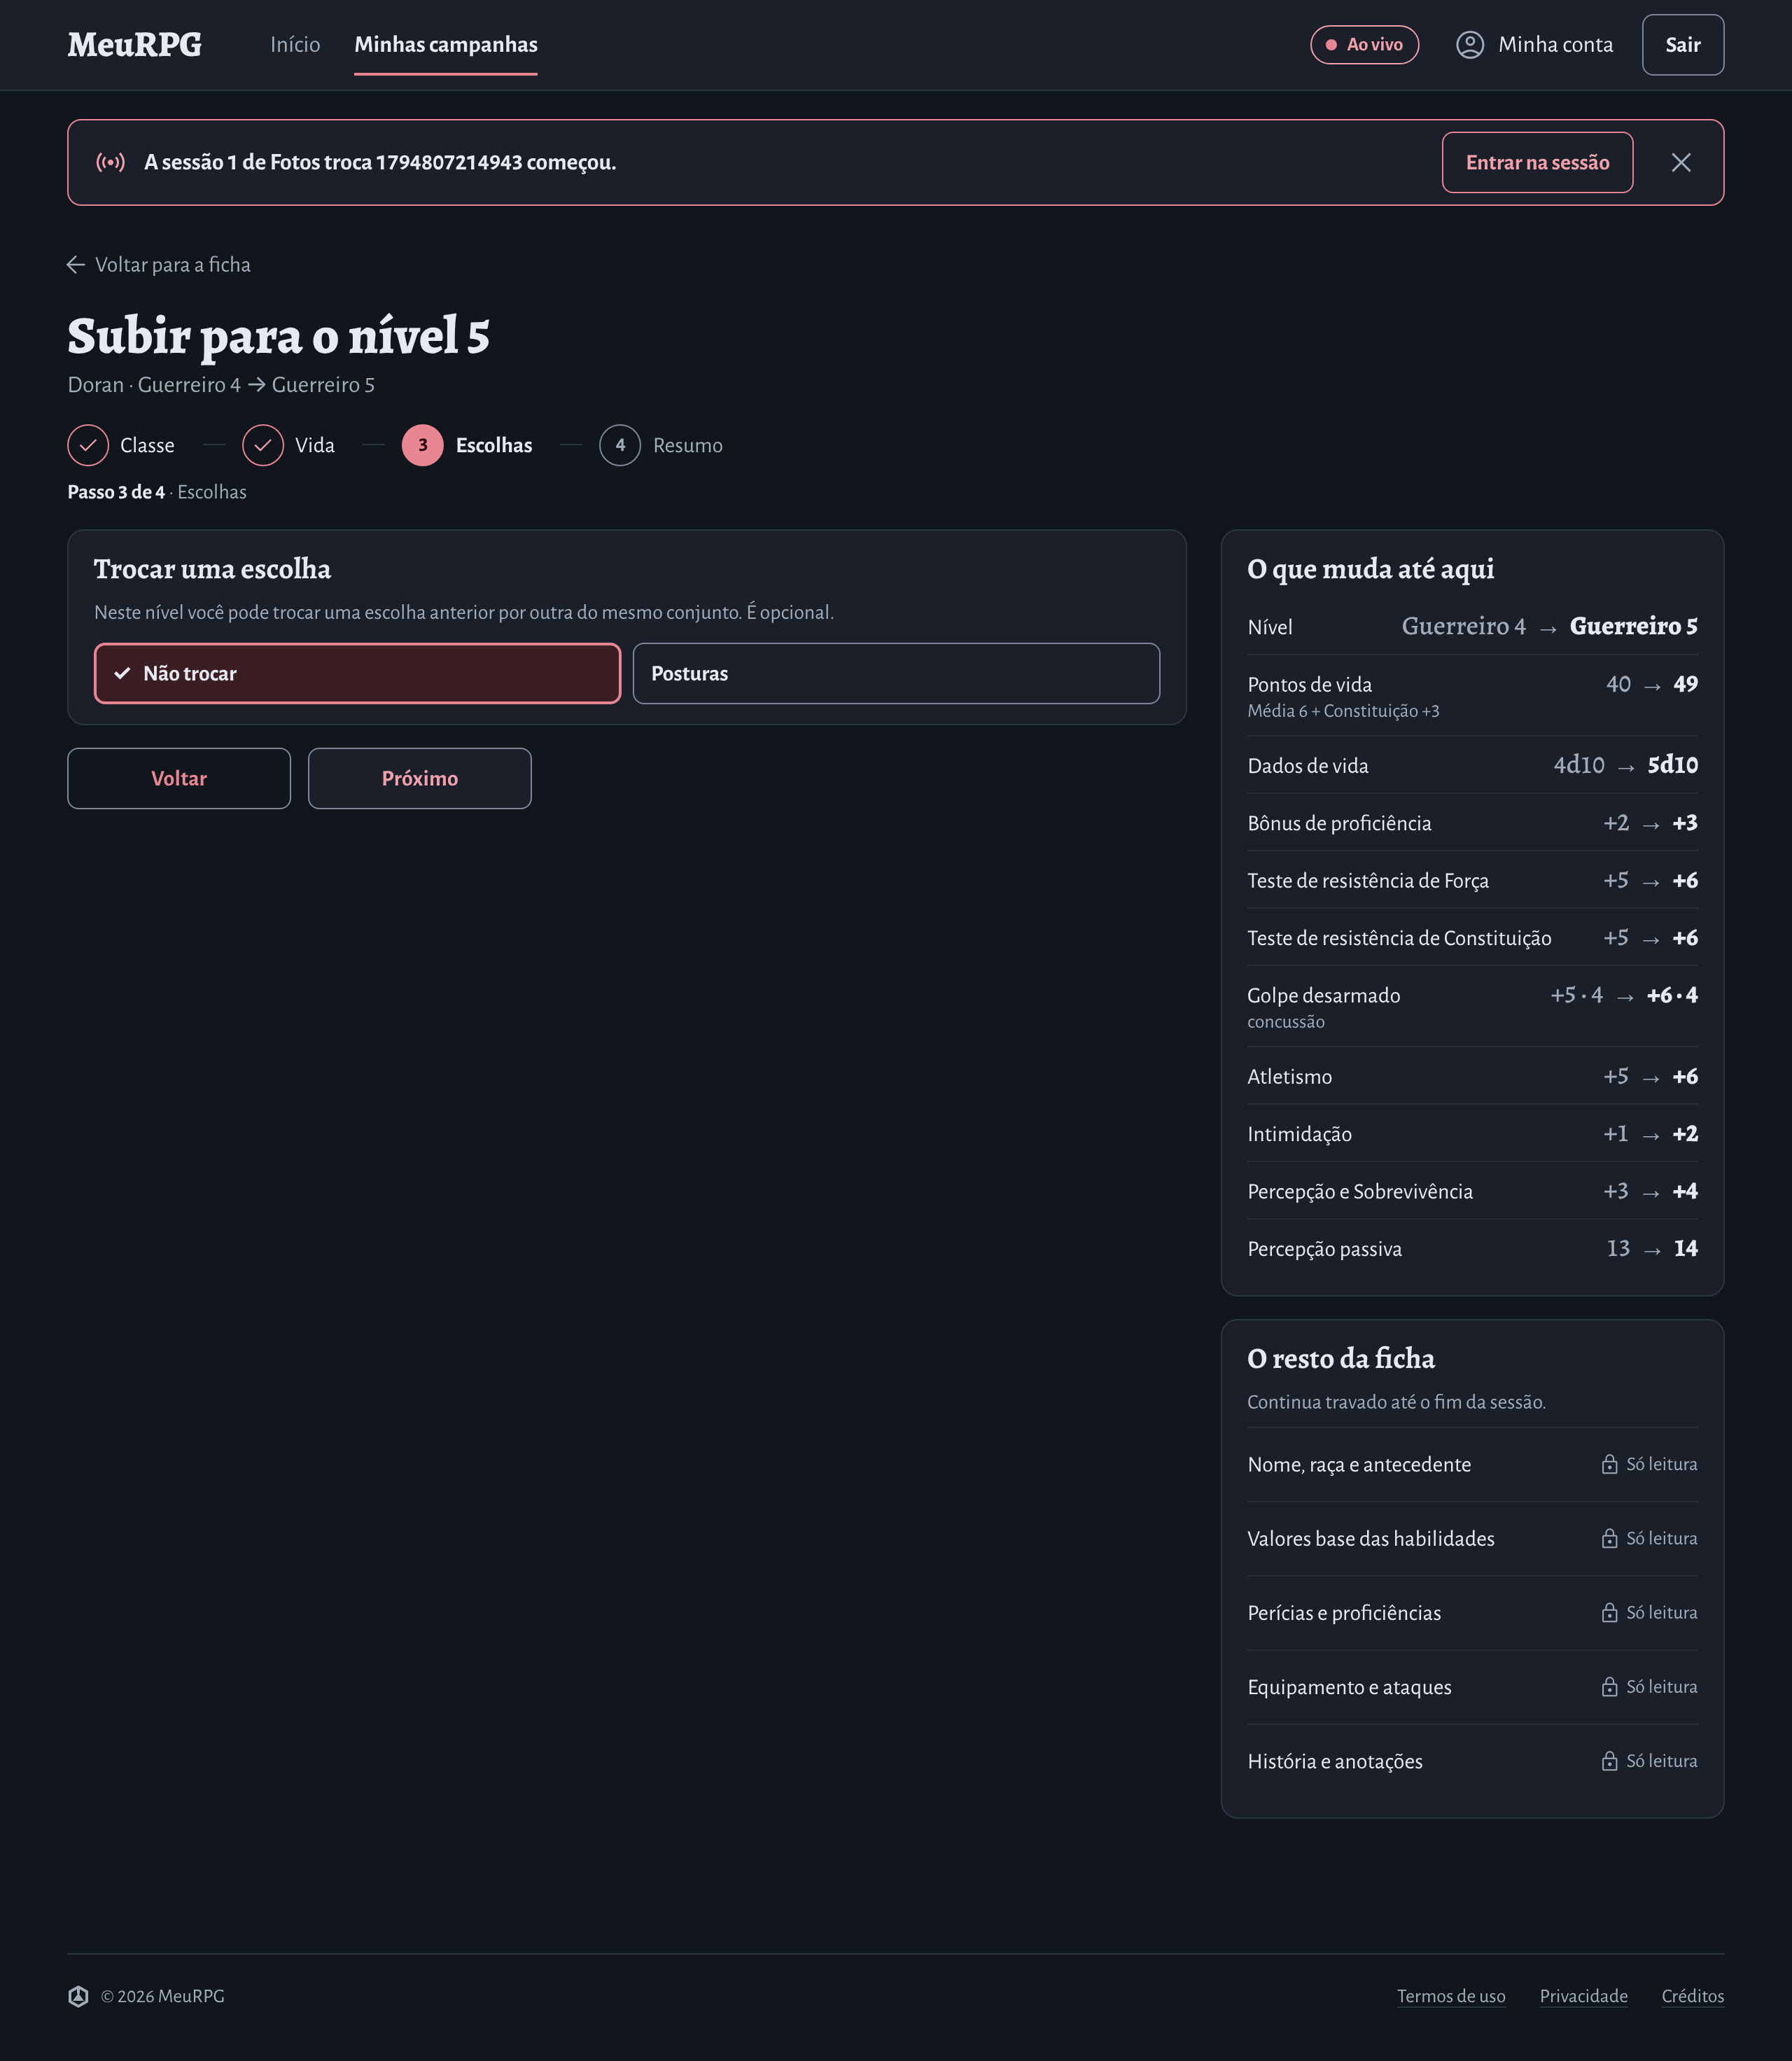 MeuRPG
Início
Minhas campanhas
Ao vivo
Minha conta
Sair
A sessão 1 de Fotos troca 1794807214943 começou.
Entrar na sessão
← Voltar para a ficha
Subir para o nível 5
Doran · Guerreiro 4 → Guerreiro 5
Classe
Vida
3 Escolhas
4 Resumo
Passo 3 de 4 · Escolhas
Trocar uma escolha
Neste nível você pode trocar uma escolha anterior por outra do mesmo conjunto. É opcional.
Não trocar
Posturas
Voltar
Próximo
O que muda até aqui
Nível Guerreiro 4 → Guerreiro 5
Pontos de vida 40 → 49
Média 6 + Constituição +3
Dados de vida 4d10 → 5d10
Bônus de proficiência +2 → +3
Teste de resistência de Força +5 → +6
Teste de resistência de Constituição +5 → +6
Golpe desarmado +5 · 4 → +6 · 4
concussão
Atletismo +5 → +6
Intimidação +1 → +2
Percepção e Sobrevivência +3 → +4
Percepção passiva 13 → 14
O resto da ficha
Continua travado até o fim da sessão.
Nome, raça e antecedente Só leitura
Valores base das habilidades Só leitura
Perícias e proficiências Só leitura
Equipamento e ataques Só leitura
História e anotações Só leitura
© 2026 MeuRPG
Termos de uso
Privacidade
Créditos